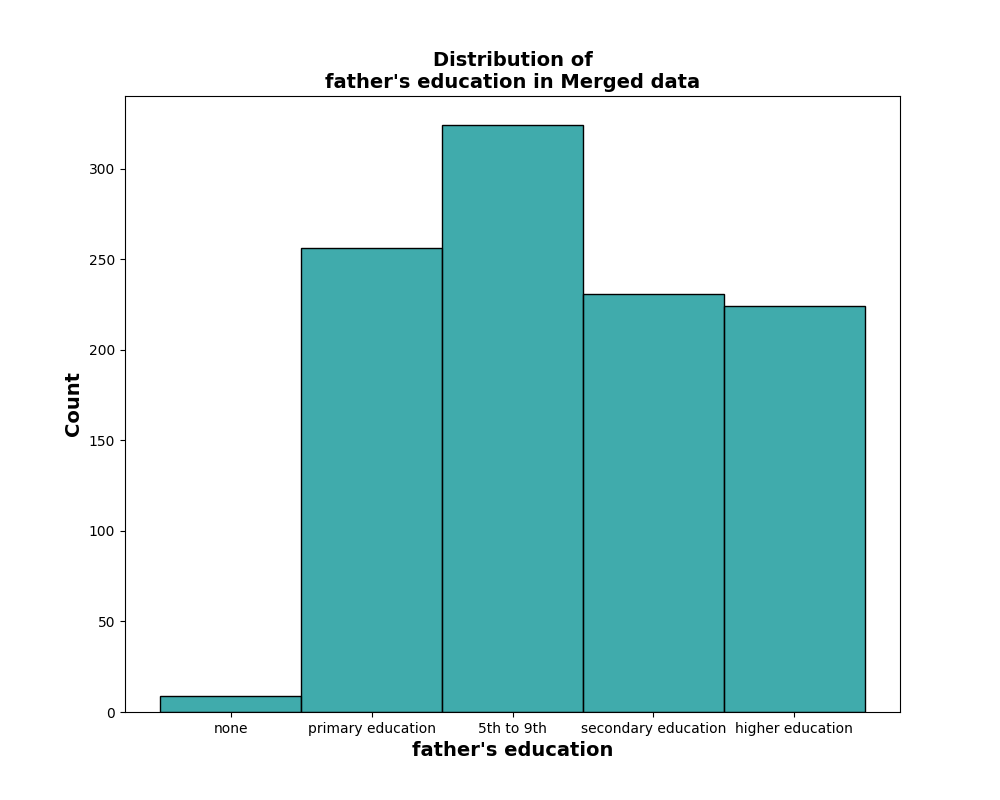 Distribution of
father's education in Merged data
Count
300
250
200
150
100
50
0
none primary education 5th to 9th secondary education higher education
father's education